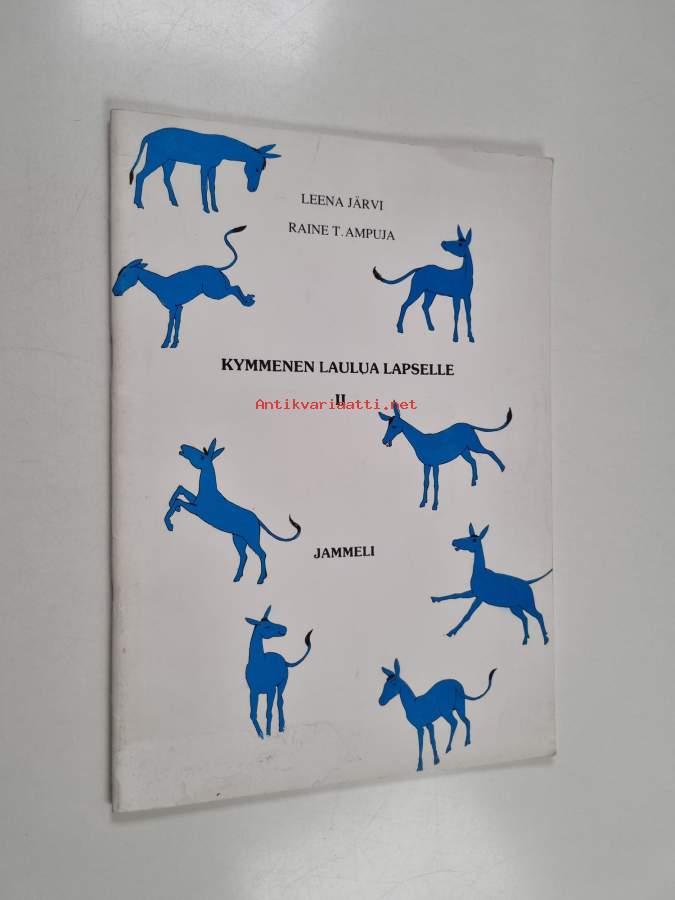 LEENA JÄRVI
RAINE T. AMPUJA
KYMMENEN LAULUA LAPSELLE
II
Antikvariaatti.net
JAMMELI